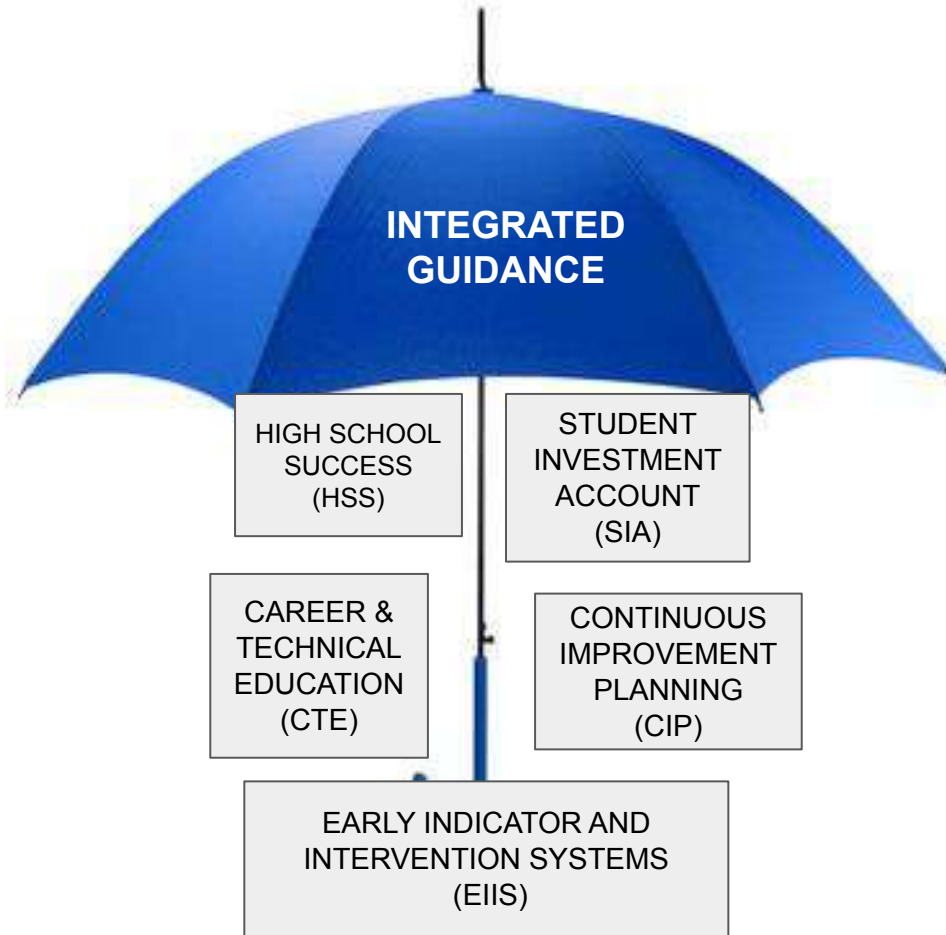 INTEGRATED
GUIDANCE
HIGH SCHOOL
SUCCESS
(HSS)
STUDENT
INVESTMENT
ACCOUNT
(SIA)
CAREER &
TECHNICAL
EDUCATION
(CTE)
CONTINUOUS
IMPROVEMENT
PLANNING
(CIP)
EARLY INDICATOR AND
INTERVENTION SYSTEMS
(EIIS)